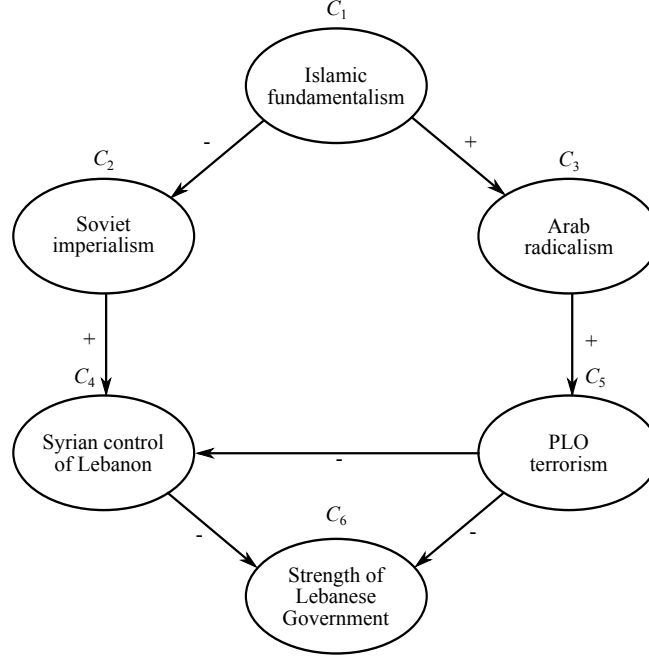 C1
Islamic
fundamentalism
-
+
C2
C3
Soviet
imperialism
Arab
radicalism
+
+
C4
C5
Syrian control
of Lebanon
PLO
terrorism
-
C6
-
-
Strength of
Lebanese
Government